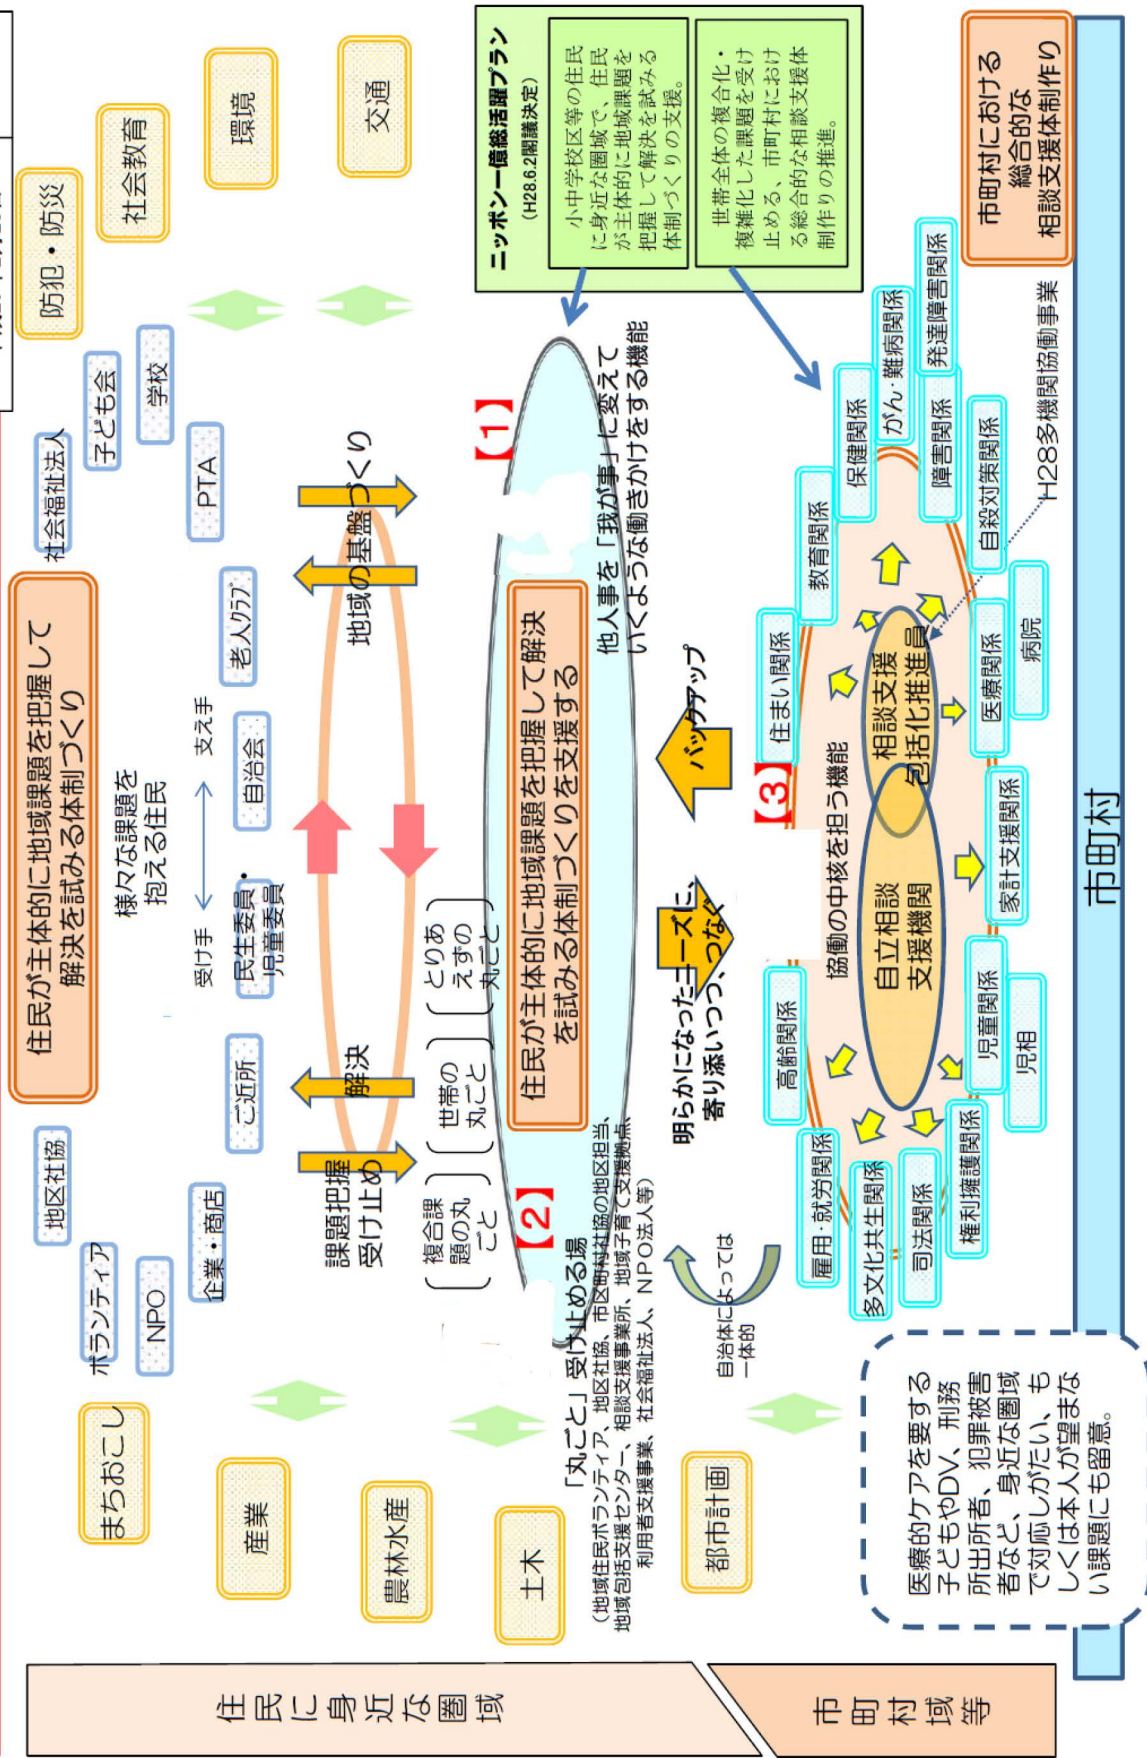 住民が主体的に地域課題を把握して
解決を試みる体制づくり
様々な課題を
抱える住民
受け手
支え手
まちおこし
産業
農林水産
土木
都市計画
ボランティア
NPO
地区社協
企業・商店
ご近所
民生委員・
児童委員
自治会
老人クラブ
PTA
社会福祉法人
子ども会
学校
防犯・防災
社会教育
環境
交通
課題把握
受け止め
解決
地域の基盤づくり
複合課
題の丸
ごと
世帯の
丸ごと
とりあ
えずの
丸ごと
【1】
【2】
住民が主体的に地域課題を把握して解決
を試みる体制づくりを支援する
他人事を「我が事」に変えて
いくような働きかけをする機能
「丸ごと」受け止める場
(地域住民ボランティア、地区社協、市区町村社協の地区担当、
地域包括支援センター、相談支援事業所、地域子育て支援拠点、
利用者支援事業、社会福祉法人、NPO法人等)
ニッポン一億総活躍プラン
(H28.6.2閣議決定)
小中学校区等の住民
に身近な圏域で、住民
が主体的に地域課題を
把握して解決を試みる
体制づくりの支援。
世帯全体の複合化・
複雑化した課題を受け
止める、市町村におけ
る総合的な相談支援体
制作りの推進。
明らかになったニーズに、
寄り添いつつ、つなぐ
バックアップ
自治体によっては
一体的
【3】
協働の中核を担う機能
自立相談
支援機関
相談支援
包括化推進員
雇用・就労関係
高齢関係
住まい関係
教育関係
保健関係
がん・難病関係
発達障害関係
障害関係
自殺対策関係
医療関係
病院
家計支援関係
児童関係
児相
権利擁護関係
司法関係
多文化共生関係
H28多機関協働事業
市町村における
総合的な
相談支援体制作り
医療的ケアを要する
子どもやDV、刑務
所出所者、犯罪被害
者など、身近な圏域
で対応しがたい、も
しくは本人が望まな
い課題にも留意。
市町村
住民に身近な圏域
市町村域等